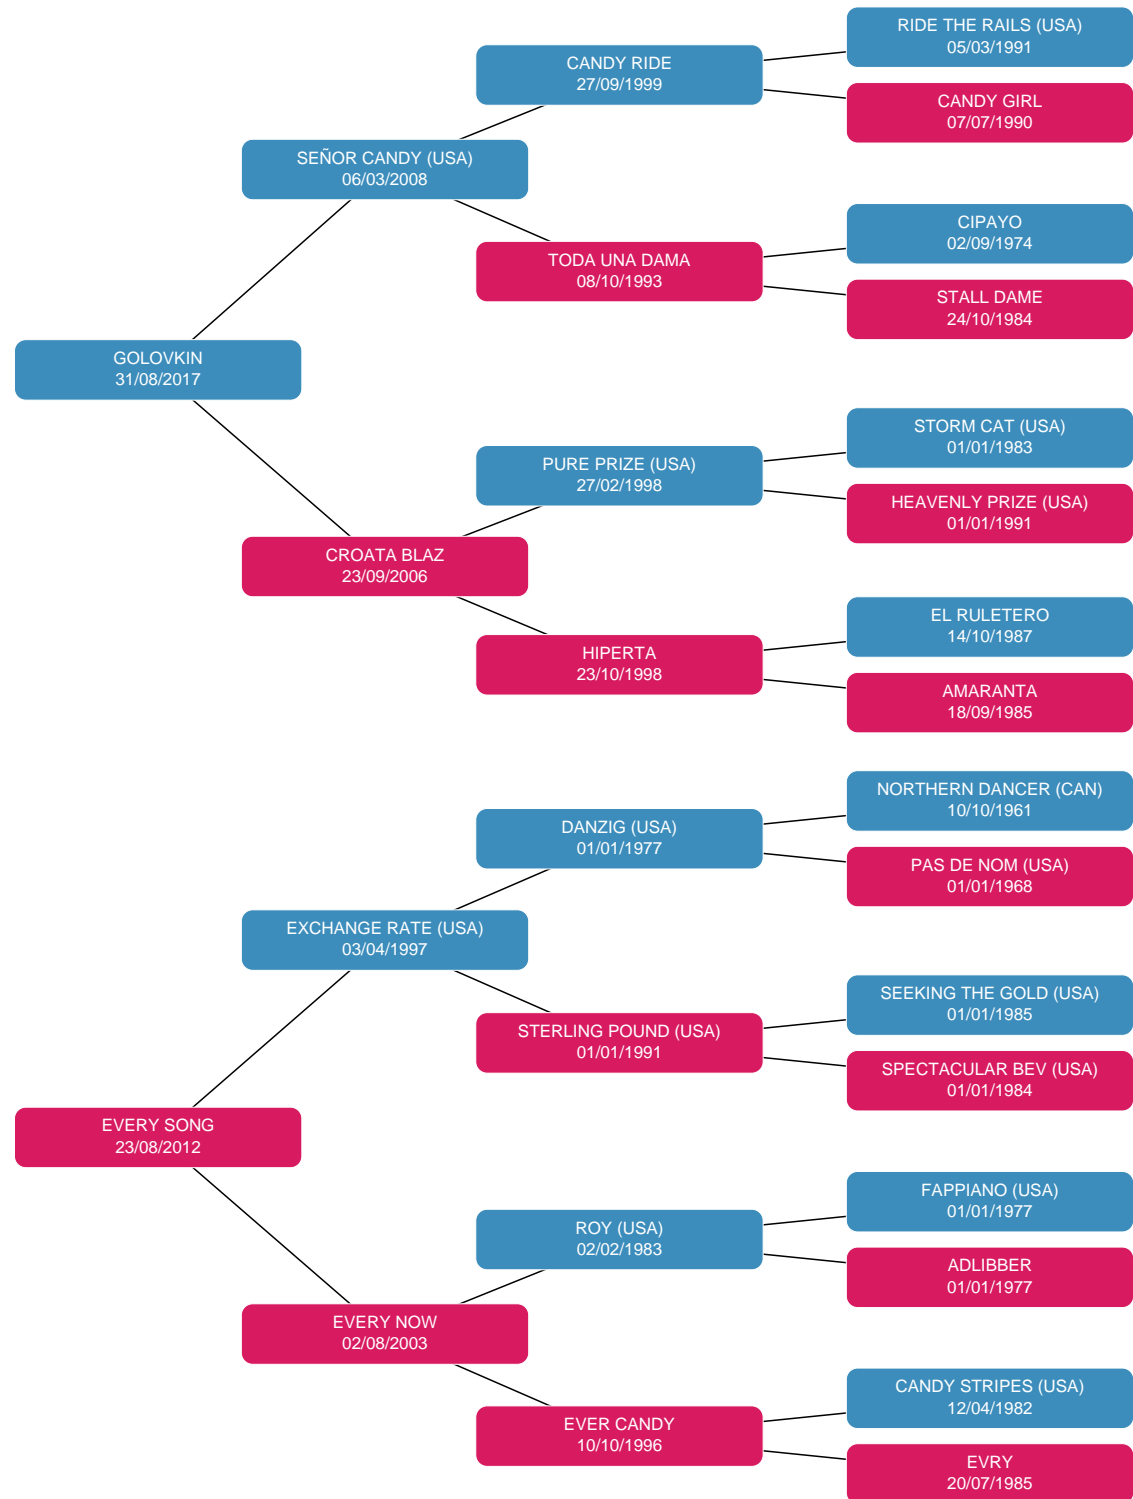 RIDE THE RAILS (USA)
05/03/1991
CANDY RIDE
27/09/1999
CANDY GIRL
07/07/1990
SEÑOR CANDY (USA)
06/03/2008
CIPAYO
02/09/1974
TODA UNA DAMA
08/10/1993
STALL DAME
24/10/1984
GOLOVKIN
31/08/2017
STORM CAT (USA)
01/01/1983
PURE PRIZE (USA)
27/02/1998
HEAVENLY PRIZE (USA)
01/01/1991
CROATA BLAZ
23/09/2006
EL RULETERO
14/10/1987
HIPERTA
23/10/1998
AMARANTA
18/09/1985
NORTHERN DANCER (CAN)
10/10/1961
DANZIG (USA)
01/01/1977
PAS DE NOM (USA)
01/01/1968
EXCHANGE RATE (USA)
03/04/1997
SEEKING THE GOLD (USA)
01/01/1985
STERLING POUND (USA)
01/01/1991
SPECTACULAR BEV (USA)
01/01/1984
EVERY SONG
23/08/2012
FAPPIANO (USA)
01/01/1977
ROY (USA)
02/02/1983
ADLIBBER
01/01/1977
EVERY NOW
02/08/2003
CANDY STRIPES (USA)
12/04/1982
EVER CANDY
10/10/1996
EVRY
20/07/1985